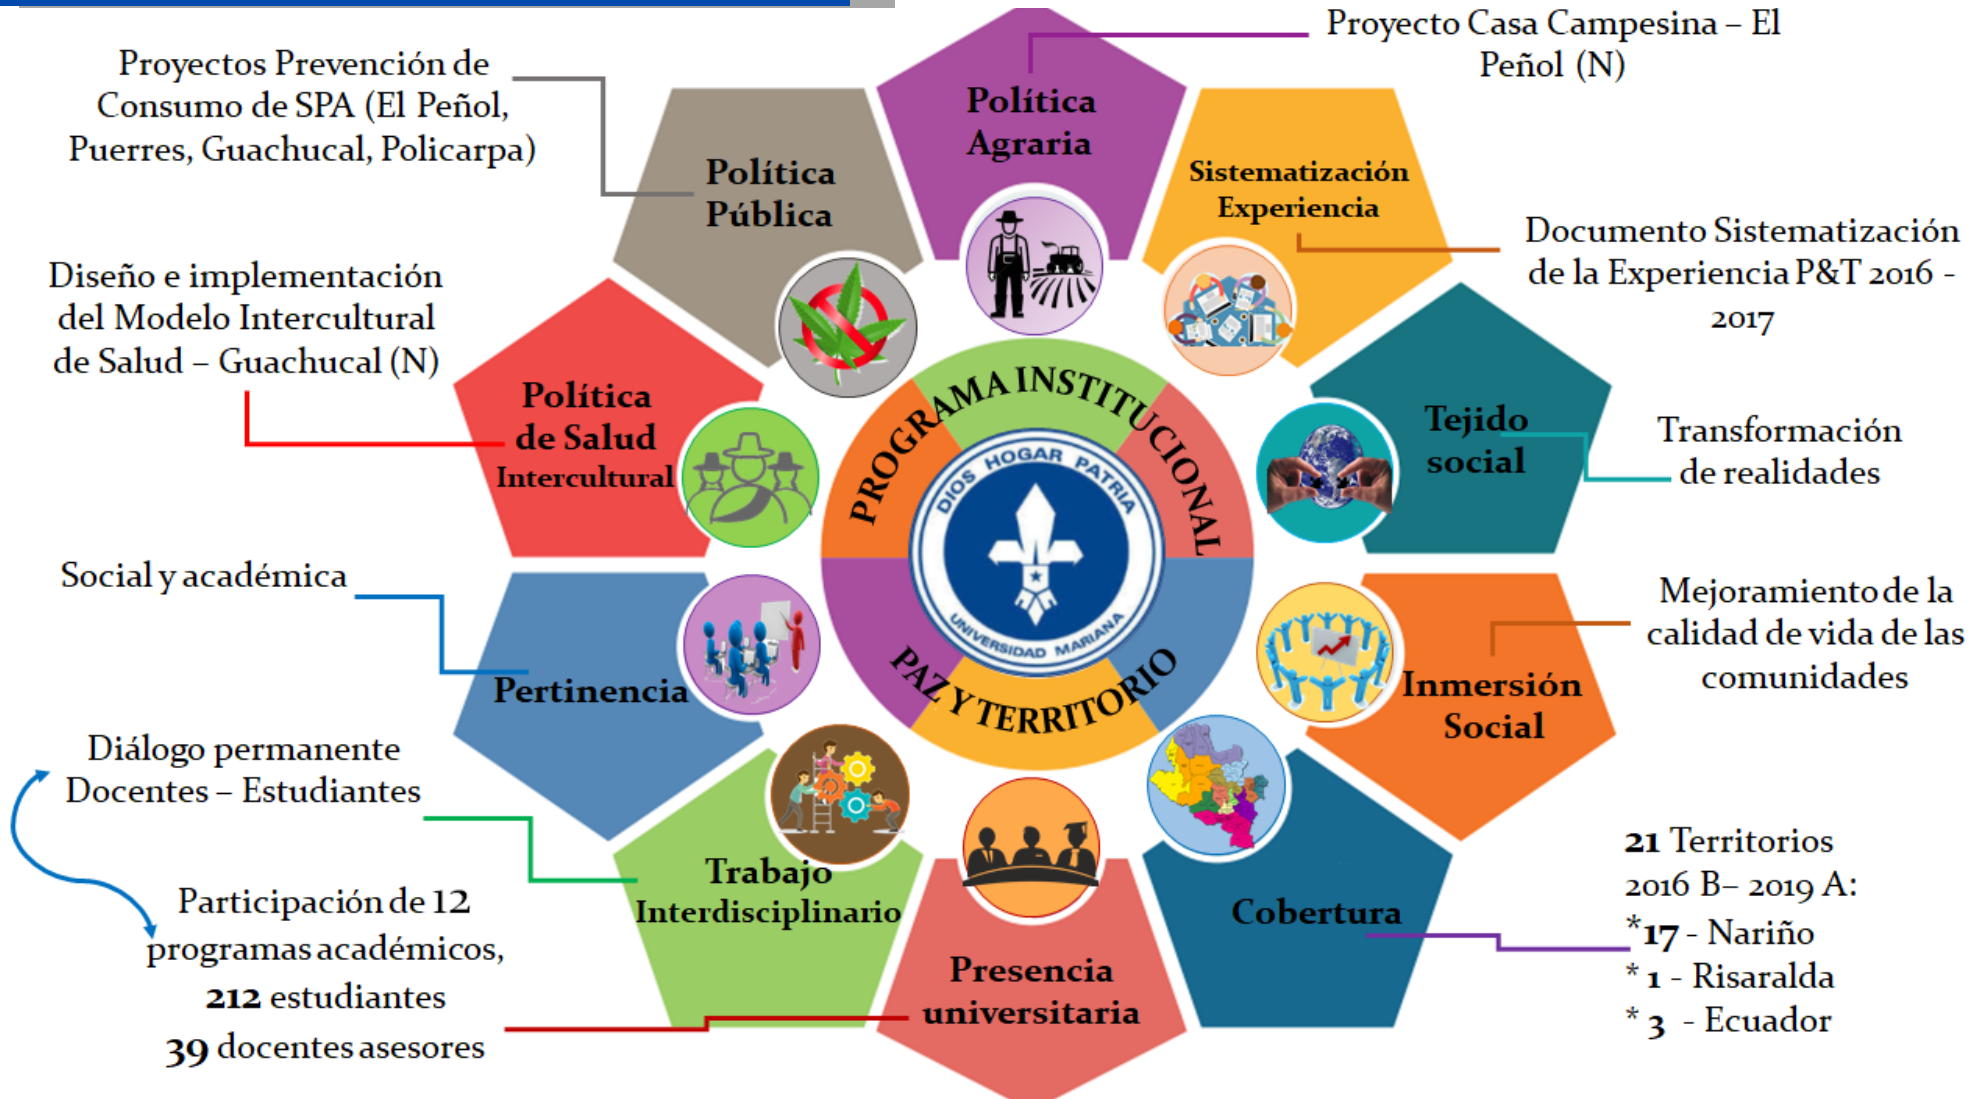 Proyecto Casa Campesina – El
Peñol (N)
Proyectos Prevención de
Consumo de SPA (El Peñol,
Puerres, Guachucal, Policarpa)
Política
Agraria
Política
Pública
Sistematización
Experiencia
Documento Sistematización
de la Experiencia P&T 2016 -
2017
Diseño e implementación
del Modelo Intercultural
de Salud – Guachucal (N)
Política
de Salud
Intercultural
Tejido
social
Transformación
de realidades
PROGRAMA INSTITUCIONAL
DIOS HOGAR PATRIA
UNIVERSIDAD MARIANA
PAZ Y TERRITORIO
Social y académica
Pertinencia
Mejoramiento de la
calidad de vida de las
comunidades
Inmersión
Social
Diálogo permanente
Docentes – Estudiantes
Trabajo
Interdisciplinario
Participación de 12
programas académicos,
212 estudiantes
39 docentes asesores
Presencia
universitaria
Cobertura
21 Territorios
2016 B– 2019 A:
*17 - Nariño
* 1 - Risaralda
* 3 - Ecuador